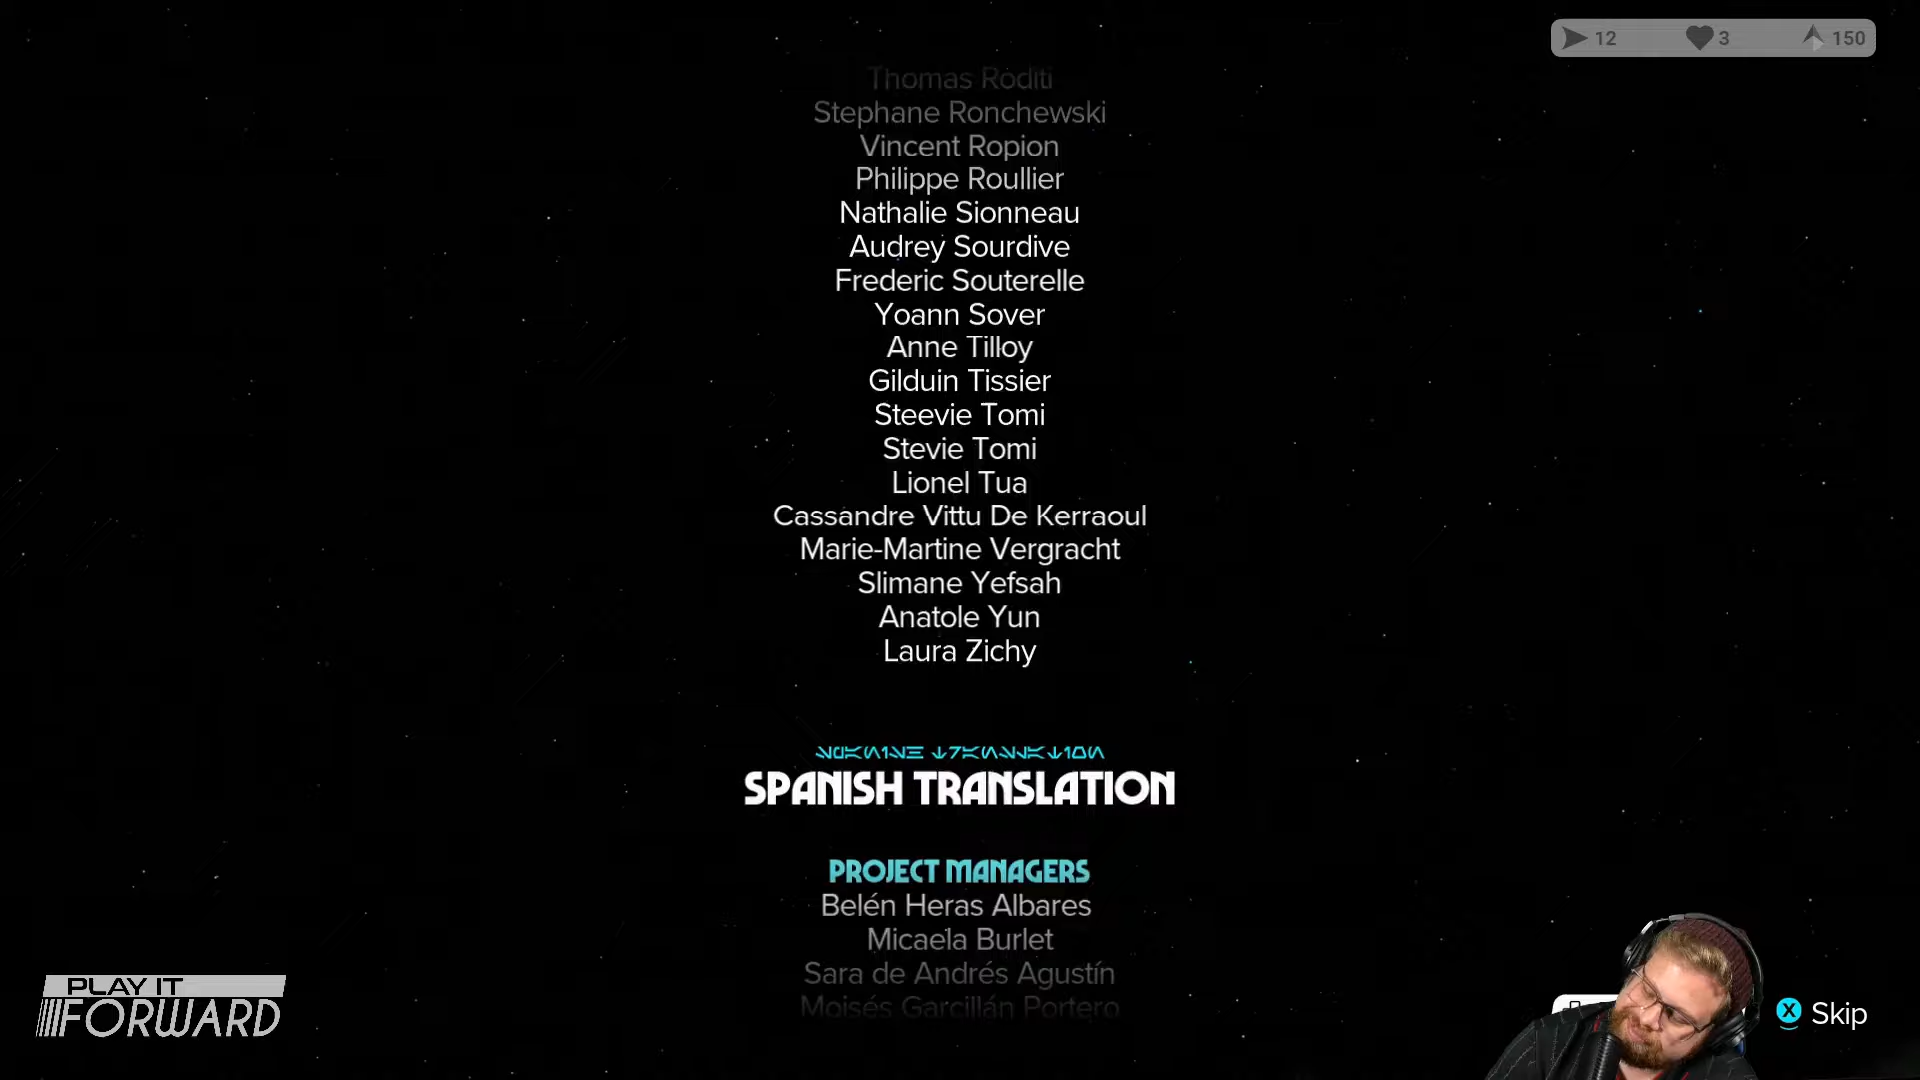 12 3 150
Thomas Roditi
Stephane Ronchewski
Vincent Ropion
Philippe Roullier
Nathalie Sionneau
Audrey Sourdive
Frederic Souterelle
Yoann Sover
Anne Tilloy
Gilduin Tissier
Steevie Tomi
Stevie Tomi
Lionel Tua
Cassandre Vittu De Kerraoul
Marie-Martine Vergracht
Slimane Yefsah
Anatole Yun
Laura Zichy
SPANISH TRANSLATION
PROJECT MANAGERS
Belén Heras Albares
Micaela Burlet
Sara de Andrés Agustín
Moisés Garcillán Portero
PLAY IT
FORWARD
X Skip